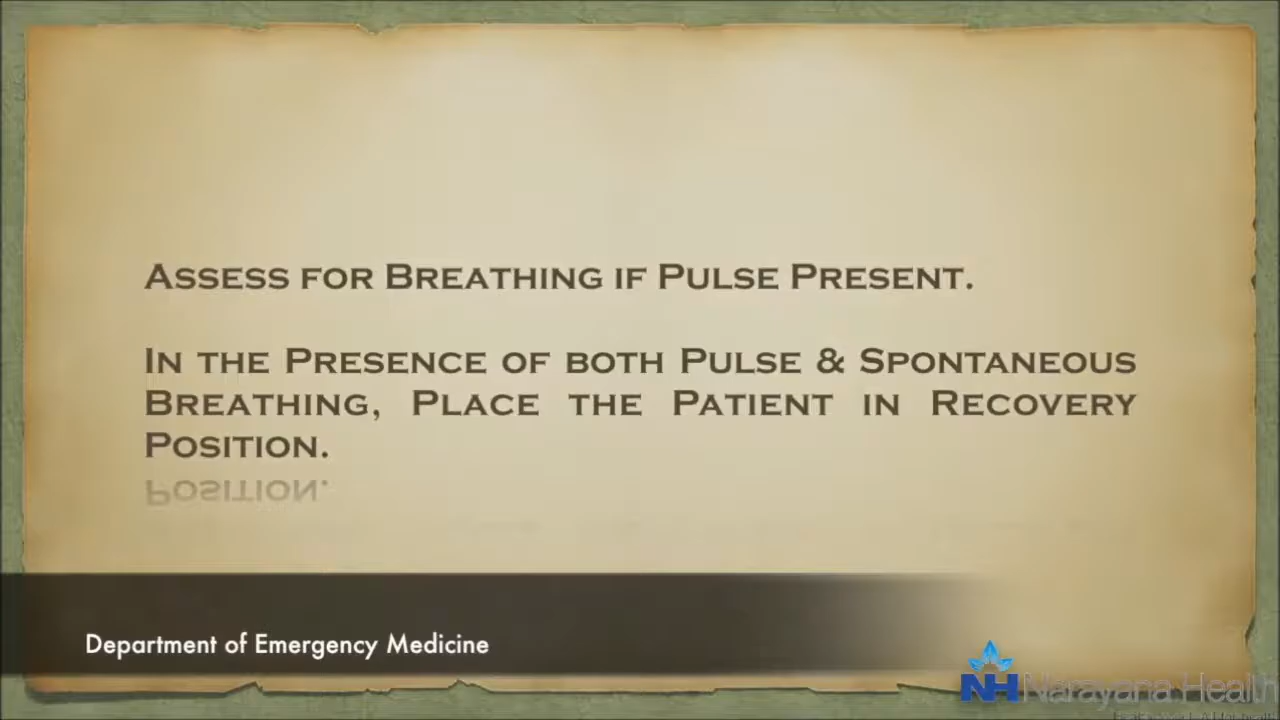 Assess for Breathing if Pulse Present.
In the Presence of both Pulse & Spontaneous
Breathing, Place the Patient in Recovery
Position.
Department of Emergency Medicine
NH Narayana Health